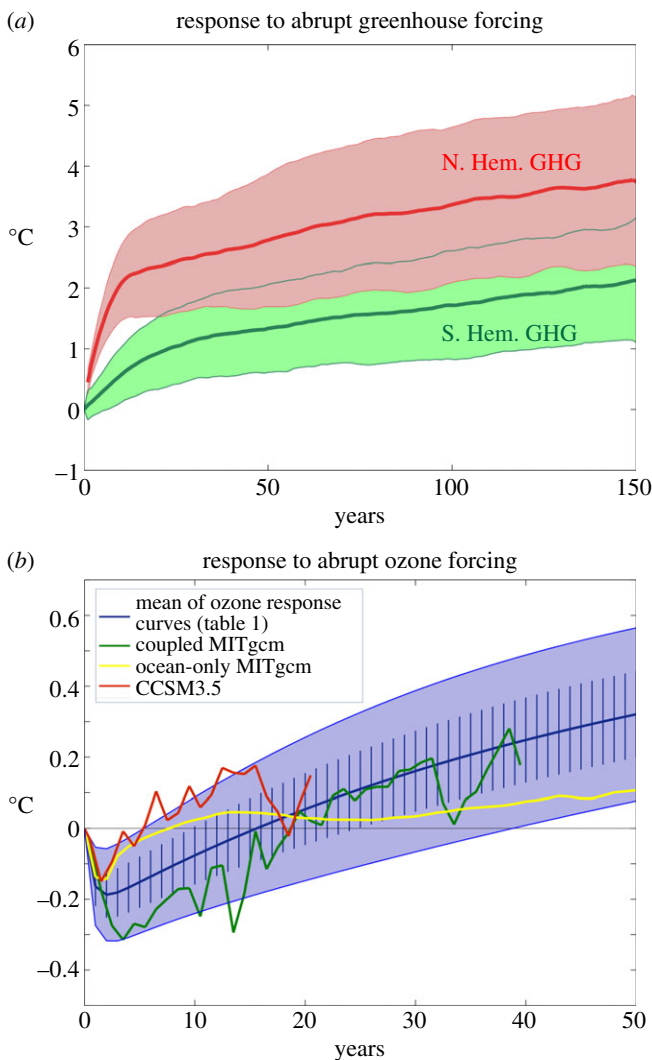 (a) response to abrupt greenhouse forcing
6
5
4
3
2
1
0
–1
°C
N. Hem. GHG
S. Hem. GHG
0 50 100 150
years
(b) response to abrupt ozone forcing
0.6
0.4
0.2
0
–0.2
–0.4
°C
mean of ozone response
curves (table 1)
coupled MITgcm
ocean-only MITgcm
CCSM3.5
0 10 20 30 40 50
years